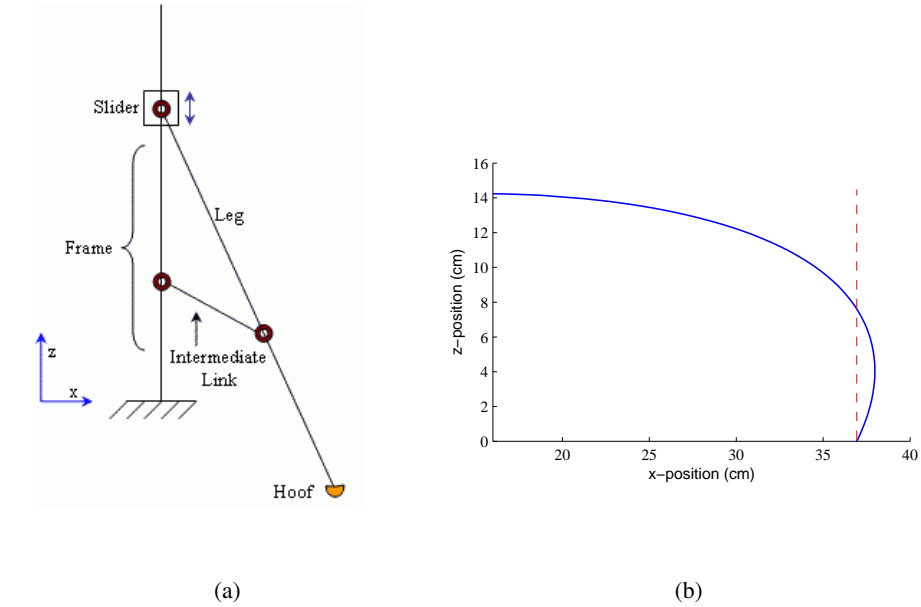 Slider
Leg
Frame
z
Intermediate
Link
x
Hoof
(a)
16
14
12
10
8
6
4
2
0
z−position (cm)
20 25 30 35 40
x−position (cm)
(b)